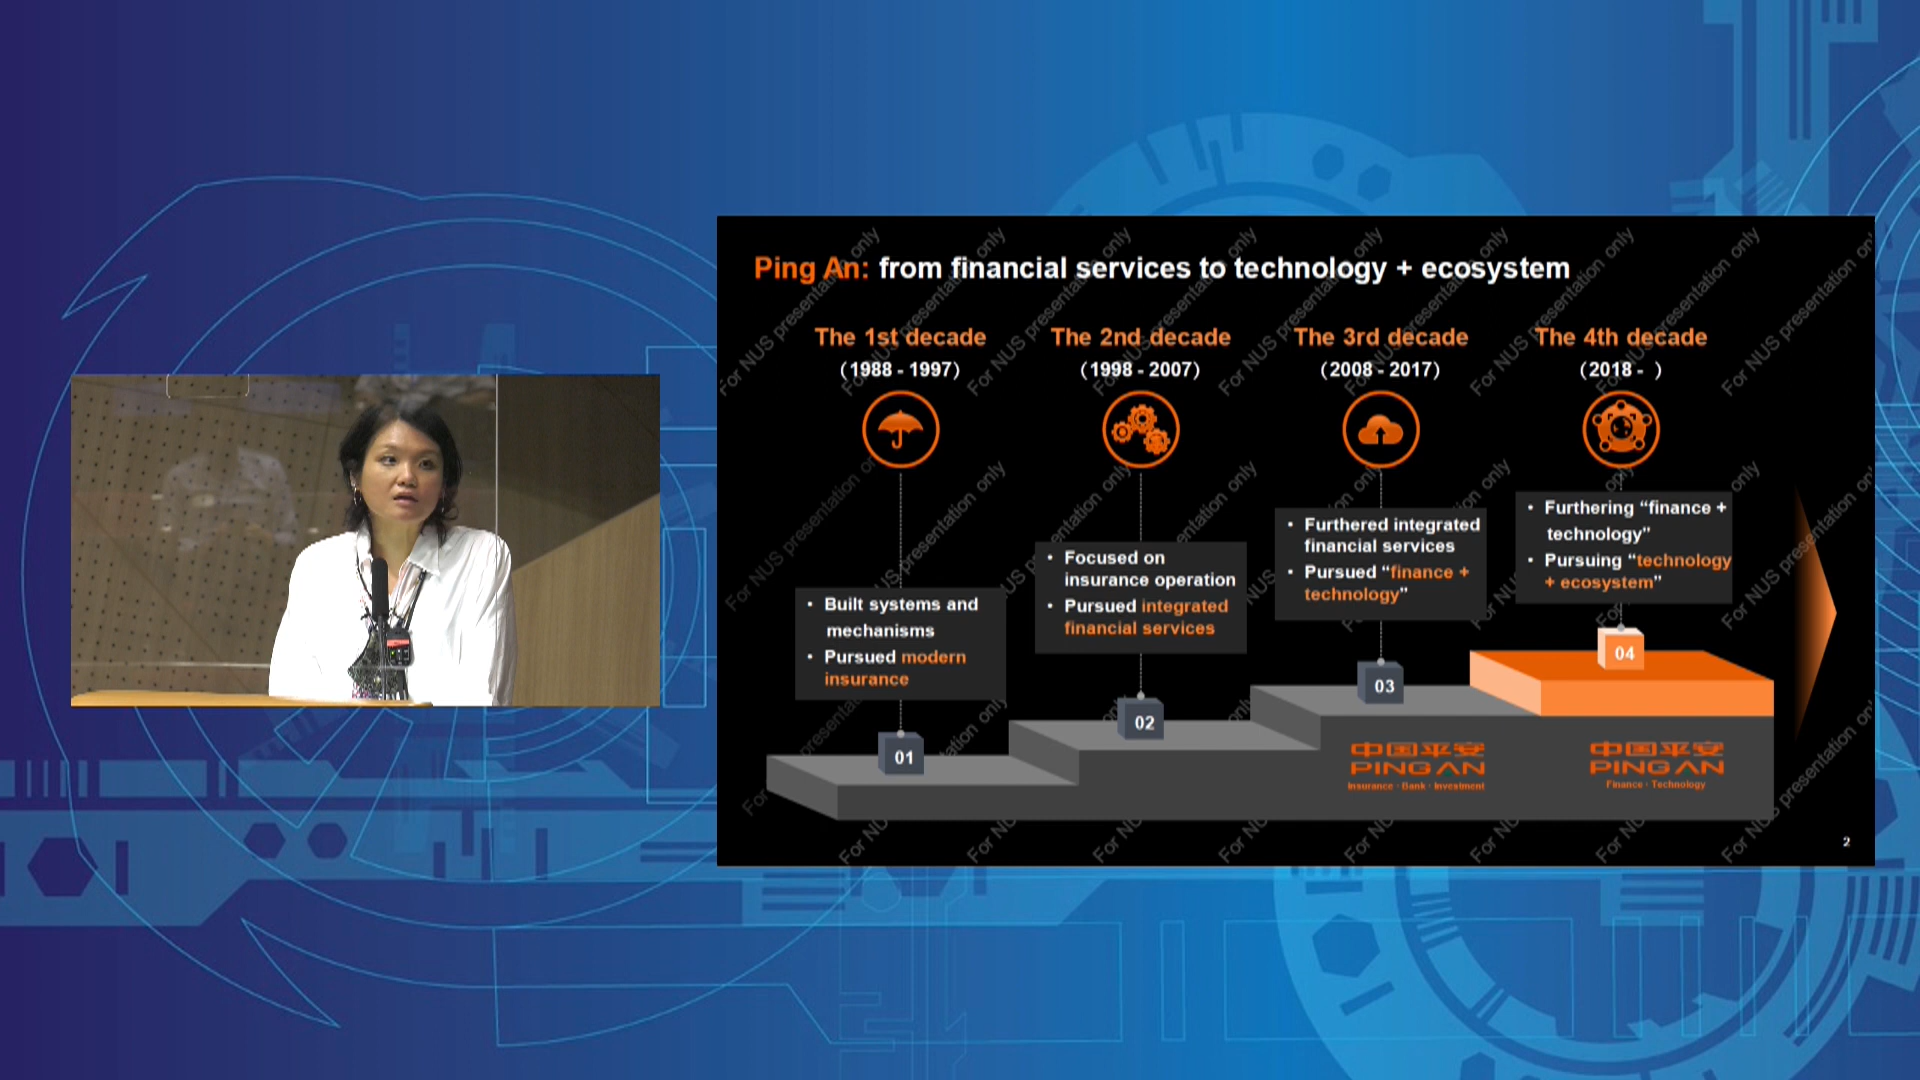 Ping An: from financial services to technology + ecosystem
The 1st decade
(1988 - 1997)
Built systems and
mechanisms
Pursued modern
insurance
01
The 2nd decade
(1998 - 2007)
Focused on
insurance operation
Pursued integrated
financial services
02
The 3rd decade
(2008 - 2017)
Furthered integrated
financial services
Pursued “finance +
technology”
03
The 4th decade
(2018 - )
Furthering “finance +
technology”
Pursuing “technology
+ ecosystem”
04
中国平安
PING AN
Insurance · Bank · Investment
中国平安
PING AN
Finance · Technology
For NUS presentation only
2